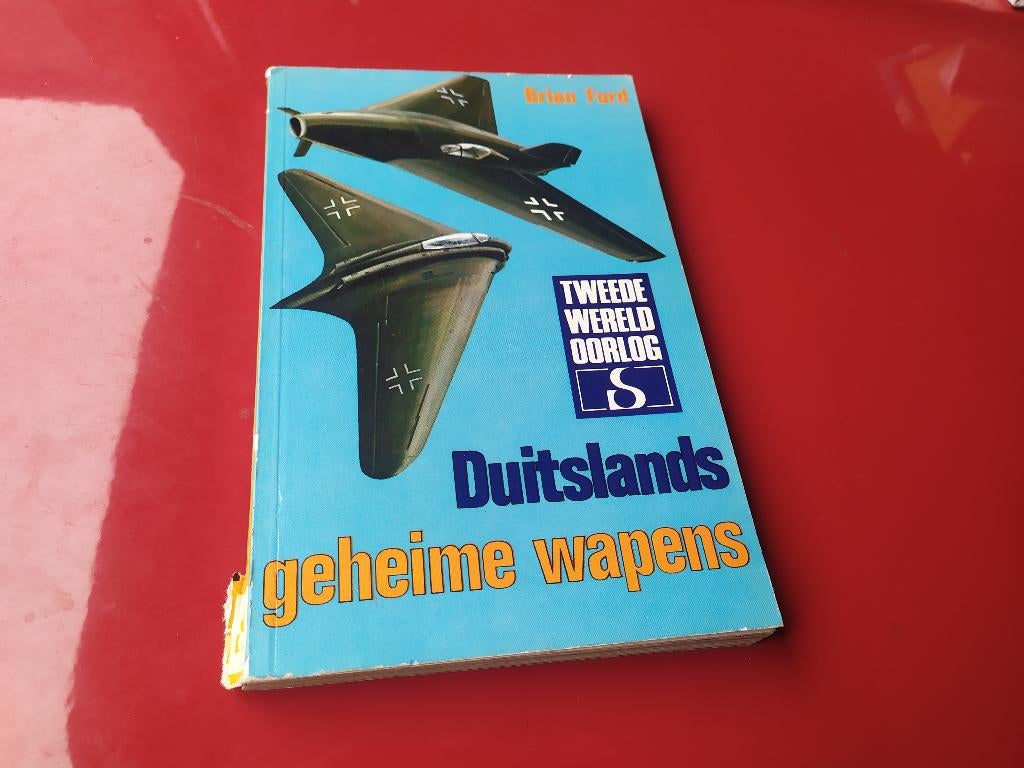 Brian Ford
TWEEDE
WERELD
OORLOG
S
Duitslands
geheime wapens